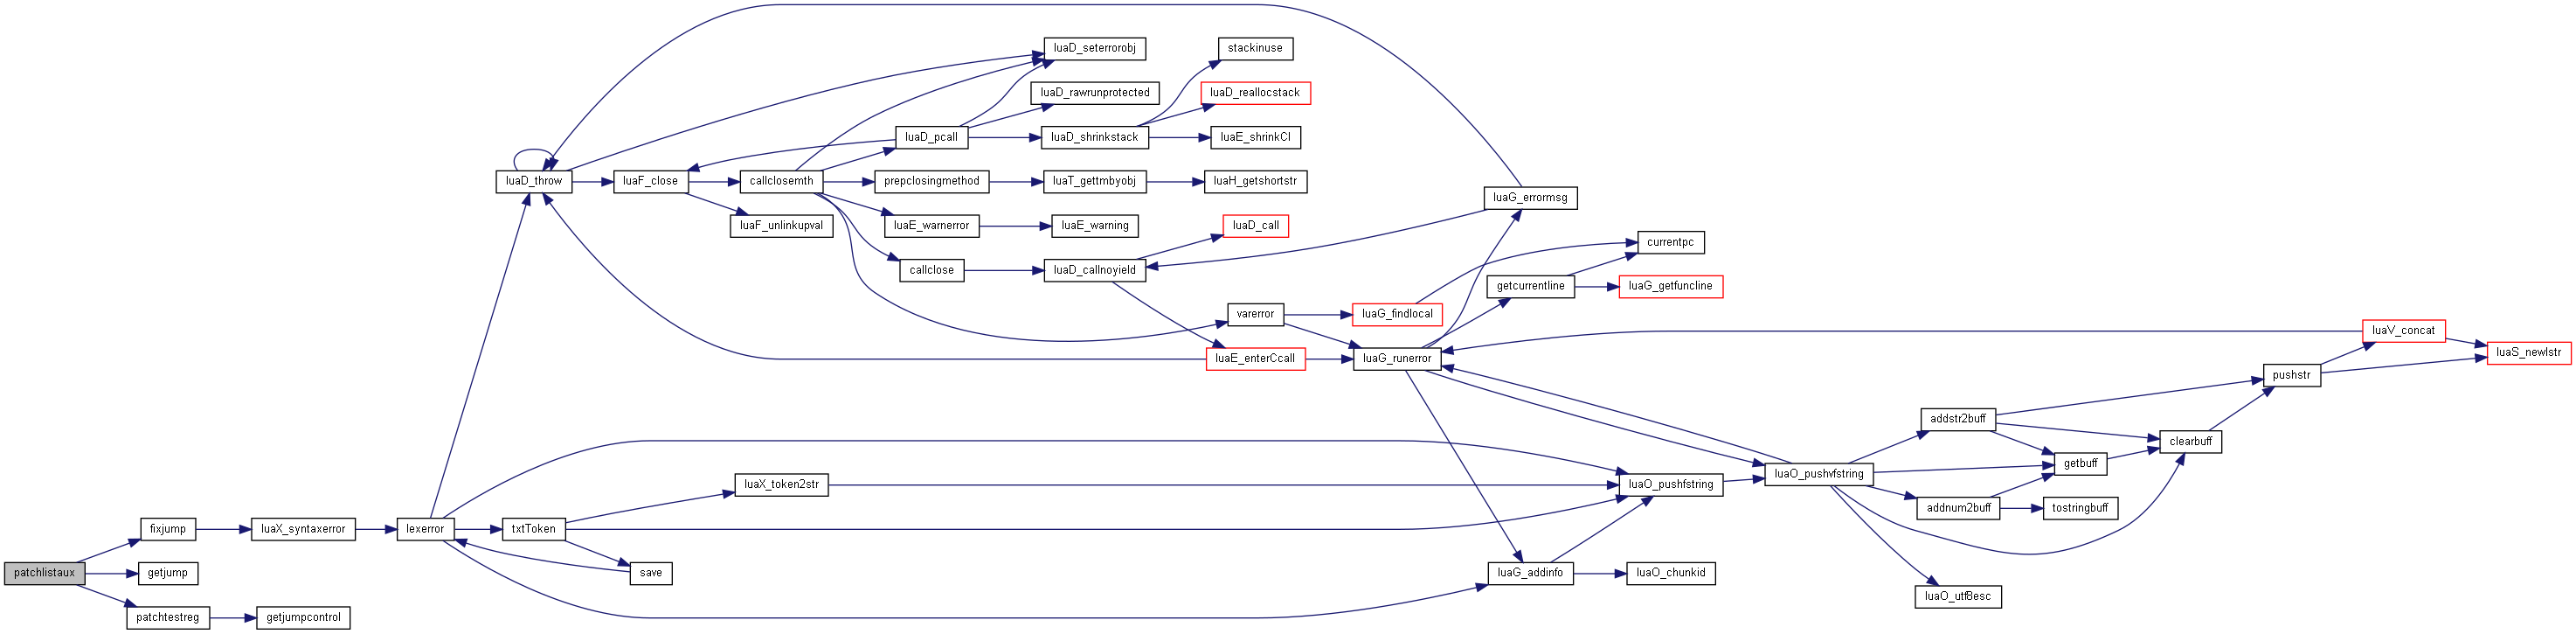 luaD_seterrorobj
stackinuse
luaD_rawrunprotected
luaD_reallocstack
luaD_pcall
luaD_shrinkstack
luaE_shrinkCI
luaD_throw
luaF_close
callclosemth
prepclosingmethod
luaT_gettmbyobj
luaH_getshortstr
luaG_errormsg
luaF_unlinkupval
luaE_warnerror
luaE_warning
luaD_call
currentpc
callclose
luaD_callnoyield
getcurrentline
luaG_getfuncline
varerror
luaG_findlocal
luaV_concat
luaE_enterCcall
luaG_runerror
luaS_newlstr
pushstr
addstr2buff
clearbuff
getbuff
luaO_pushvfstring
luaX_token2str
luaO_pushfstring
addnum2buff
tostringbuff
fixjump
luaX_syntaxerror
lexerror
txtToken
patchlistaux
getjump
save
luaG_addinfo
luaO_chunkid
luaO_utf8esc
patchtestreg
getjumpcontrol